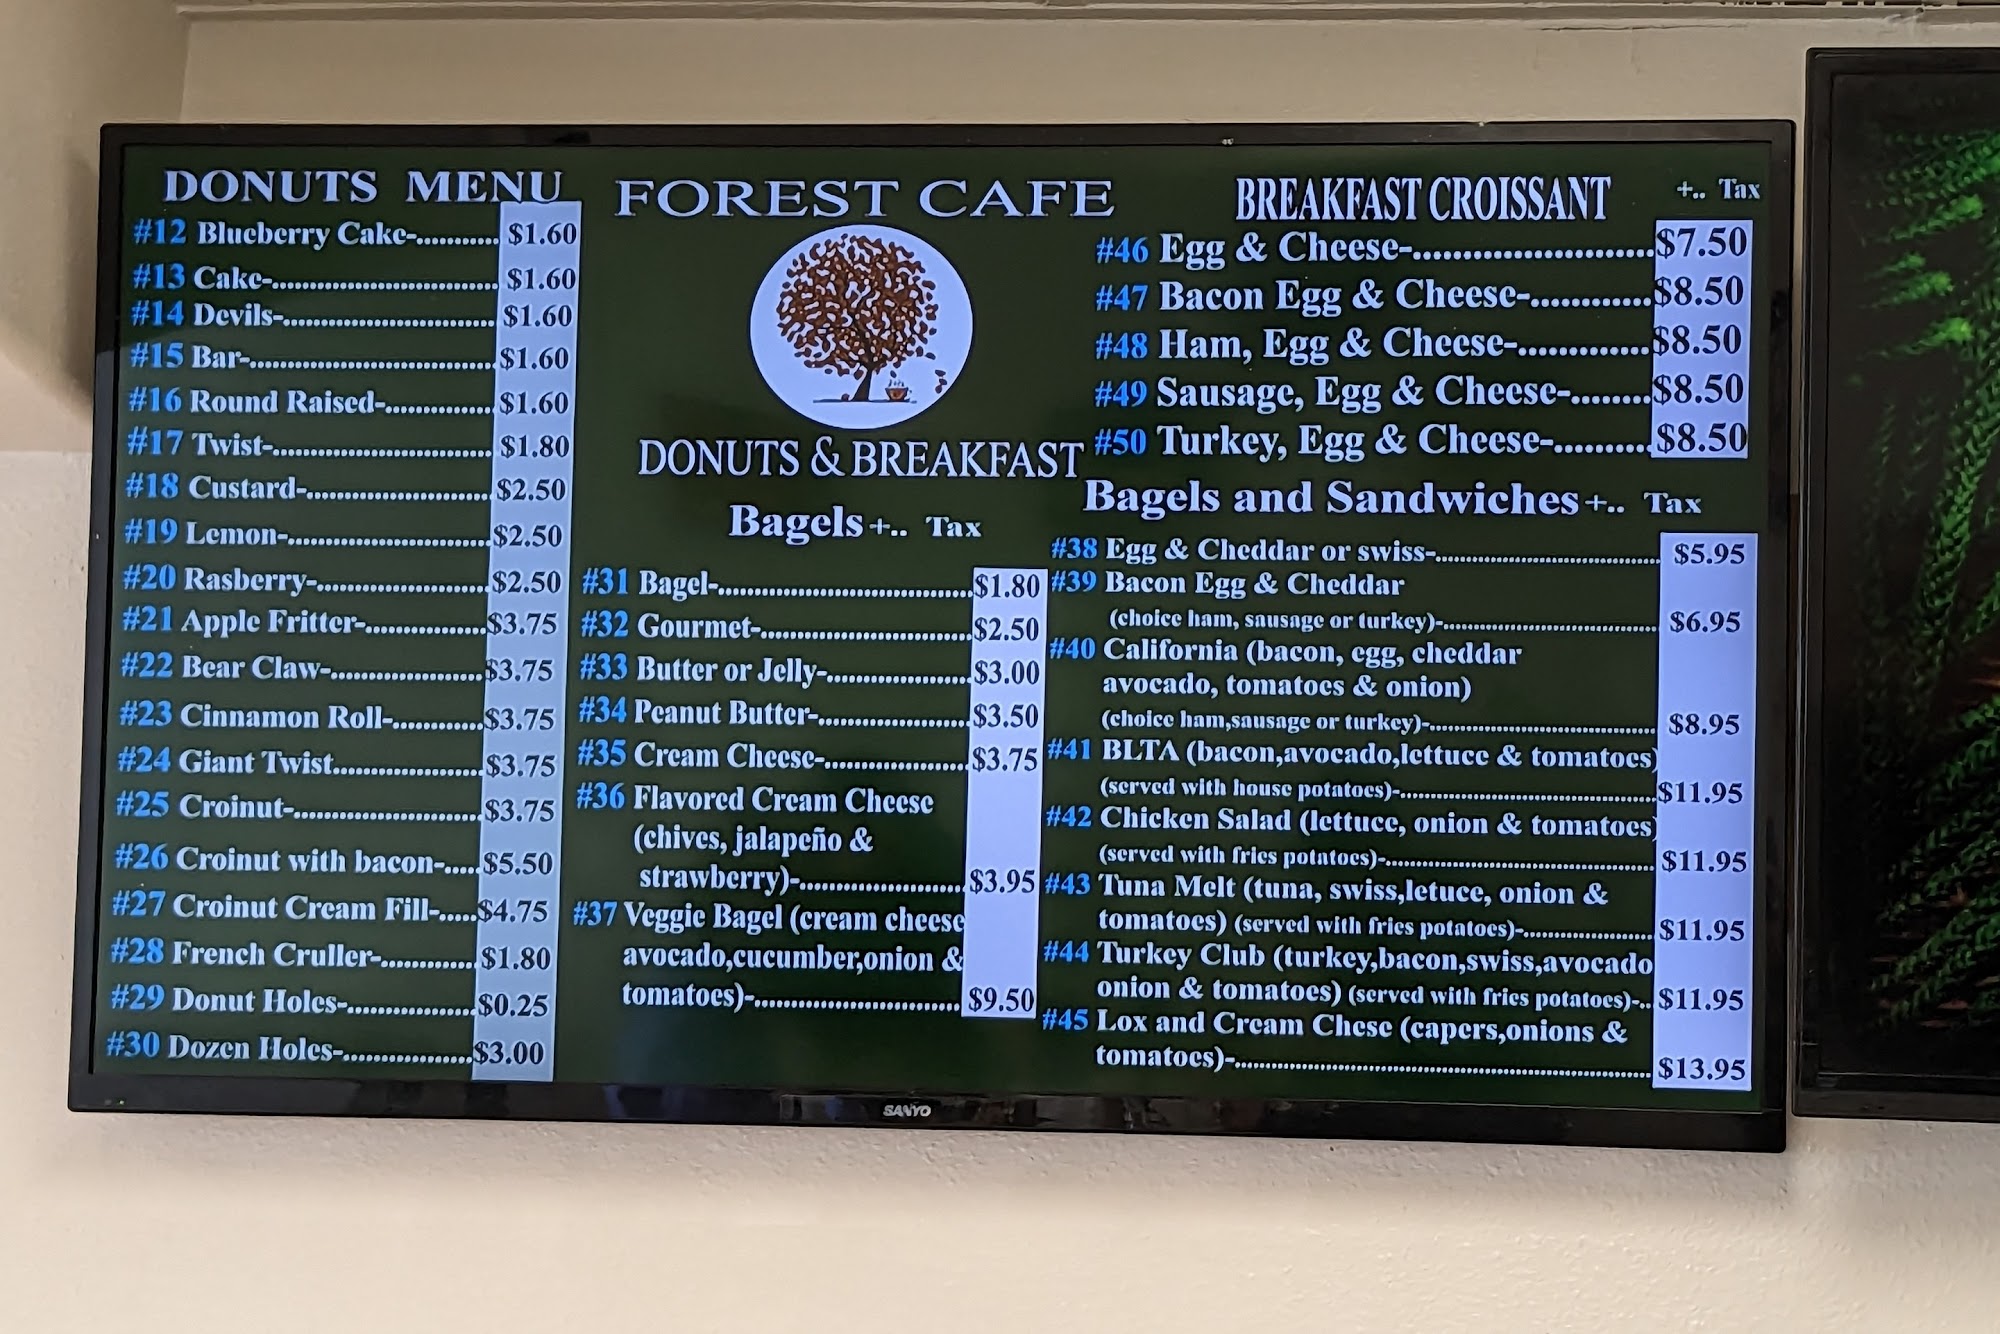 DONUTS MENU
#12 Blueberry Cake-............ $1.60
#13 Cake-............ $1.60
#14 Devils-............ $1.60
#15 Bar-............ $1.60
#16 Round Raised-............ $1.60
#17 Twist-............ $1.80
#18 Custard-............ $2.50
#19 Lemon-............ $2.50
#20 Rasberry-............ $2.50
#21 Apple Fritter-............ $3.75
#22 Bear Claw-............ $3.75
#23 Cinnamon Roll-............ $3.75
#24 Giant Twist............ $3.75
#25 Croinut-............ $3.75
#26 Croinut with bacon-..... $5.50
#27 Croinut Cream Fill-..... $4.75
#28 French Cruller-............ $1.80
#29 Donut Holes-............ $0.25
#30 Dozen Holes-............ $3.00
FOREST CAFE
DONUTS & BREAKFAST
Bagels +.. Tax
#31 Bagel-............ $1.80
#32 Gourmet-............ $2.50
#33 Butter or Jelly-............ $3.00
#34 Peanut Butter-............ $3.50
#35 Cream Cheese-............ $3.75
#36 Flavored Cream Cheese
(chives, jalapeño &
strawberry)-............ $3.95
#37 Veggie Bagel (cream cheese
avocado,cucumber,onion &
tomatoes)-............ $9.50
BREAKFAST CROISSANT +.. Tax
#46 Egg & Cheese-............ $7.50
#47 Bacon Egg & Cheese-............ $8.50
#48 Ham, Egg & Cheese-............ $8.50
#49 Sausage, Egg & Cheese-........ $8.50
#50 Turkey, Egg & Cheese-.......... $8.50
Bagels and Sandwiches +.. Tax
#38 Egg & Cheddar or swiss-............ $5.95
#39 Bacon Egg & Cheddar
(choice ham, sausage or turkey)-............ $6.95
#40 California (bacon, egg, cheddar
avocado, tomatoes & onion)
(choice ham,sausage or turkey)-............ $8.95
#41 BLTA (bacon,avocado,lettuce & tomatoes)
(served with house potatoes)-............ $11.95
#42 Chicken Salad (lettuce, onion & tomatoes)
(served with fries potatoes)-............ $11.95
#43 Tuna Melt (tuna, swiss,letuce, onion &
tomatoes) (served with fries potatoes)-............ $11.95
#44 Turkey Club (turkey,bacon,swiss,avocado
onion & tomatoes) (served with fries potatoes)-.. $11.95
#45 Lox and Cream Chese (capers,onions &
tomatoes)-............ $13.95
SANYO